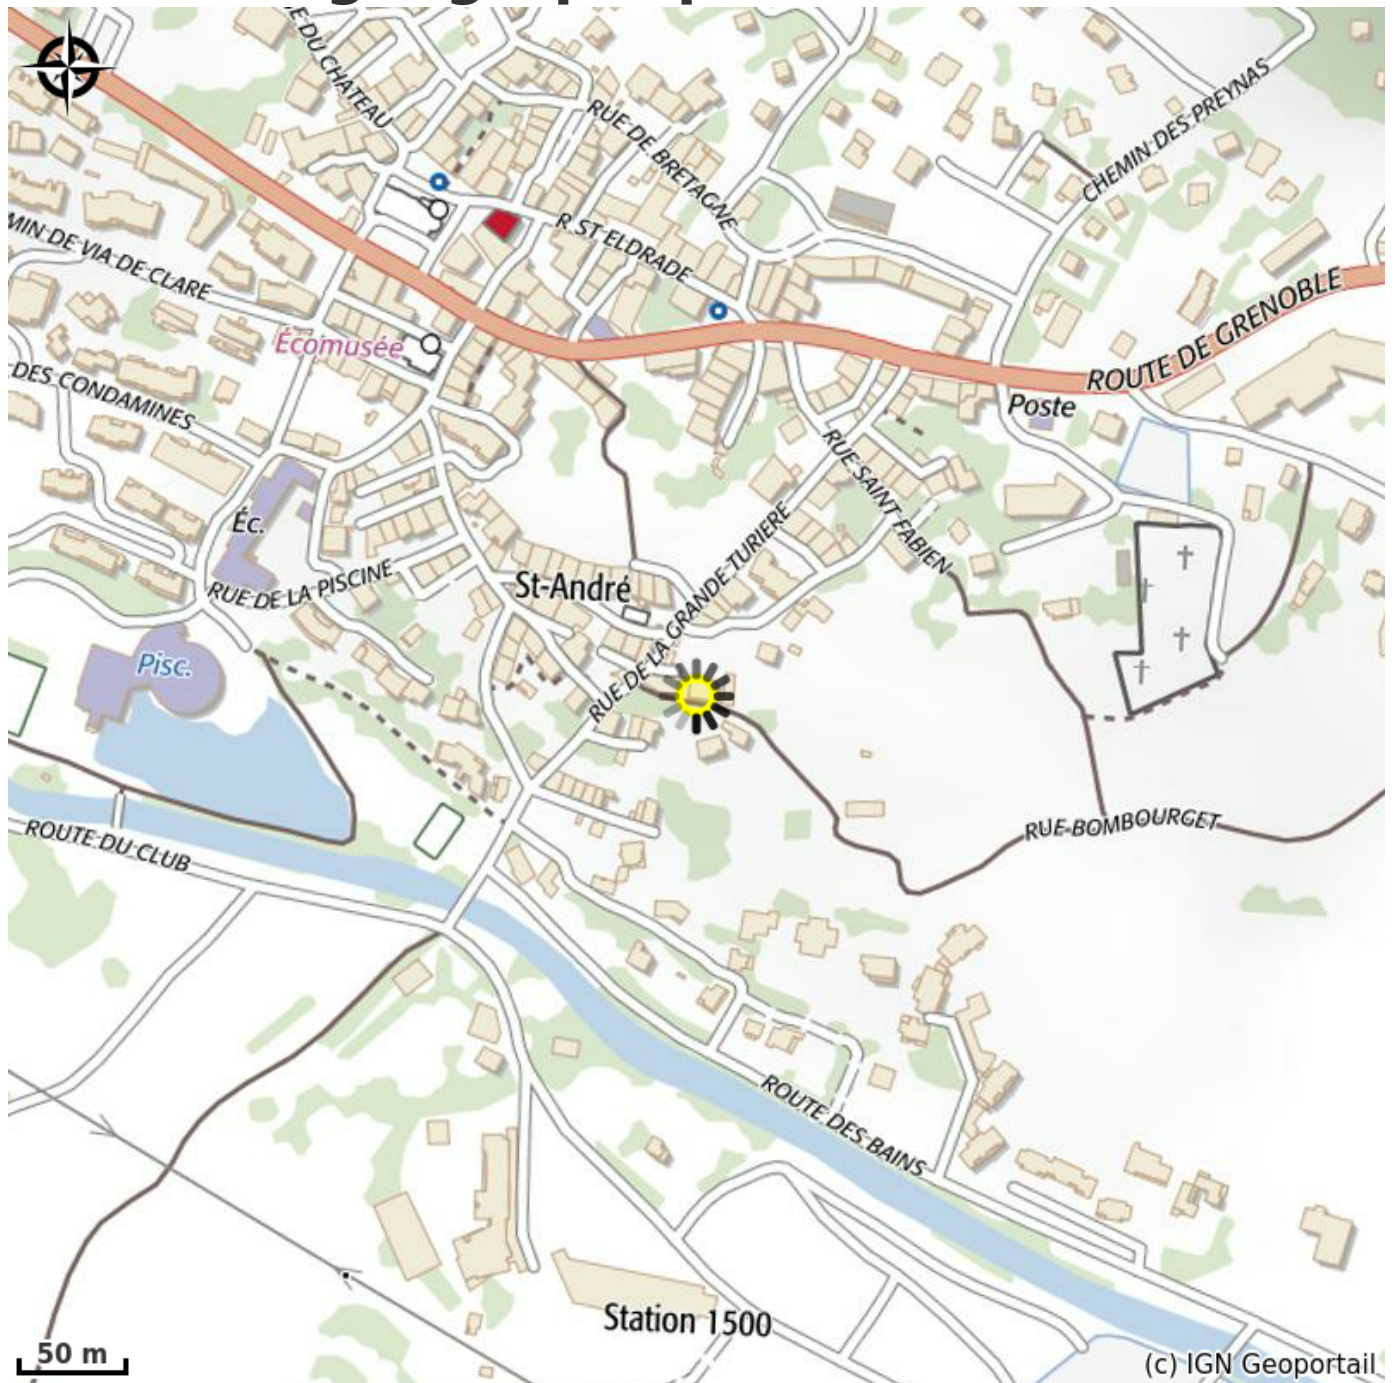 E DU CHATEAU
RUE DE BRETAGNE
CHEMIN DES PREYNAS
R ST ELDRADE
MIN DE VIA DE CLARE
Écomusée
ROUTE DE GRENOBLE
DES CONDAMINES
Poste
RUE SAINT FABIEN
Éc.
RUE DE LA PISCINE
St-André
RUE DE LA GRANDE TURIERE
Pisc.
ROUTE DU CLUB
RUE BOMBOURGET
ROUTE DES BAINS
Station 1500
50 m
(c) IGN Geoportail